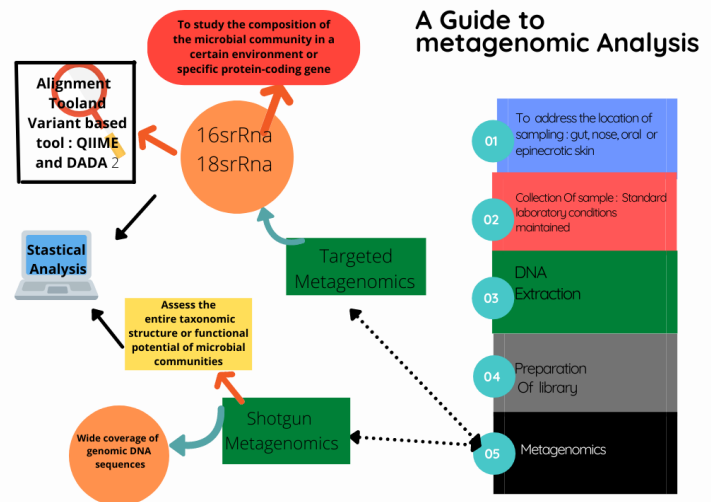 A Guide to
metagenomic Analysis
To study the composition of
the microbial community in a
certain environment or
specific protein-coding gene
Alignment
Tooland
Variant based
tool : QIIME
and DADA 2
16srRna
18srRna
Stastical
Analysis
Targeted
Metagenomics
Assess the
entire taxonomic
structure or functional
potential of microbial
communities
Shotgun
Metagenomics
Wide coverage of
genomic DNA
sequences
01
To address the location of
sampling : gut, nose, oral or
epinecrotic skin
02
Collection Of sample : Standard
laboratory conditions
maintained
03
DNA
Extraction
04
Preparation
Of library
05
Metagenomics